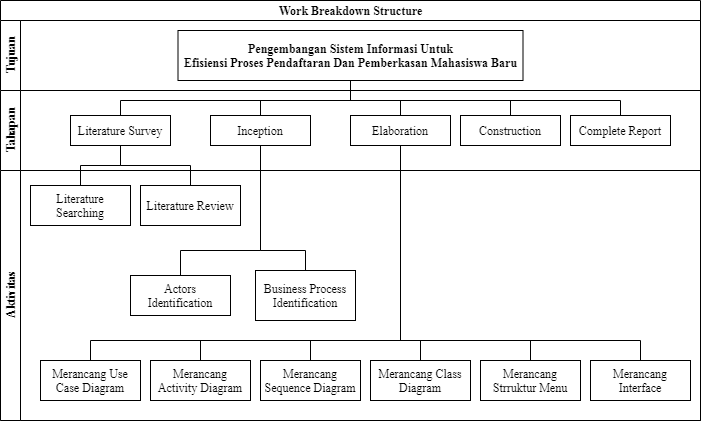 Work Breakdown Structure
Tujuan
Pengembangan Sistem Informasi Untuk
Efisiensi Proses Pendaftaran Dan Pemberkasan Mahasiswa Baru
Tahapan
Literature Survey
Inception
Elaboration
Construction
Complete Report
Aktivitas
Literature
Searching
Literature Review
Actors
Identification
Business Process
Identification
Merancang Use
Case Diagram
Merancang
Activity Diagram
Merancang
Sequence Diagram
Merancang Class
Diagram
Merancang
Strruktur Menu
Merancang
Interface